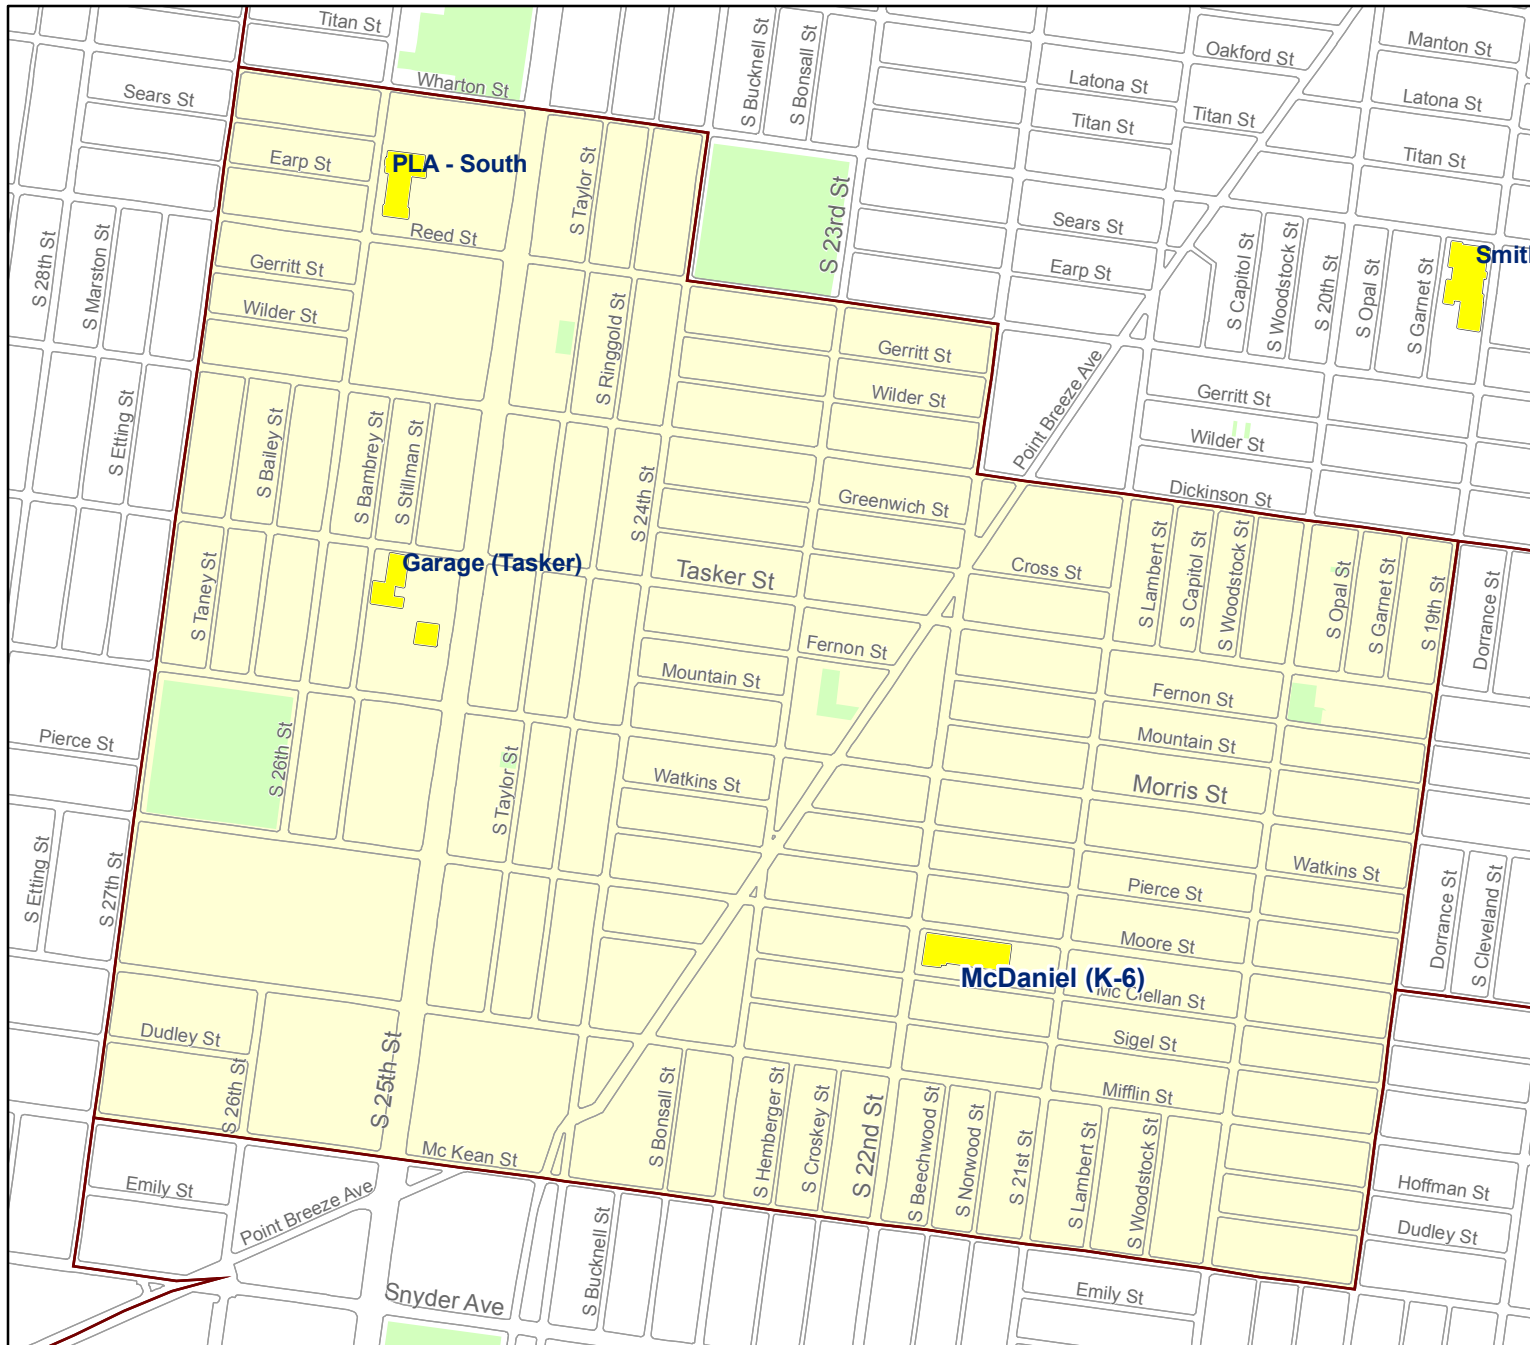 Titan St
Wharton St
S Bucknell St
S Bonsall St
Oakford St
Manton St
Latona St
Latona St
Sears St
Titan St
Titan St
Titan St
Earp St
PLA - South
S Taylor St
S 23rd St
Reed St
Sears St
Earp St
S 28th St
S Marston St
Gerritt St
Wilder St
S Ringgold St
S Capitol St
S Woodstock St
S 20th St
S Opal St
S Garnet St
Smith
Gerritt St
Wilder St
Point Breeze Ave
Gerritt St
Wilder St
Dickinson St
S Etting St
S Bailey St
S Bambrey St
S Stillman St
S 24th St
Greenwich St
Cross St
S Lambert St
S Capitol St
S Woodstock St
S Opal St
S Garnet St
S 19th St
Dorrance St
Garage (Tasker)
Tasker St
S Taney St
Fernon St
Mountain St
Fernon St
Mountain St
Pierce St
S 26th St
S Taylor St
Watkins St
Morris St
S Etting St
S 27th St
Watkins St
Pierce St
Moore St
Dorrance St
S Cleveland St
McDaniel (K-6)
Mc Clellan St
Sigel St
Mifflin St
Dudley St
S 26th St
S 25th St
Mc Kean St
S Bonsall St
S Hemberger St
S Croskey St
S 22nd St
S Beechwood St
S Norwood St
S 21st St
S Lambert St
S Woodstock St
Hoffman St
Dudley St
Emily St
Point Breeze Ave
Snyder Ave
S Bucknell St
Emily St